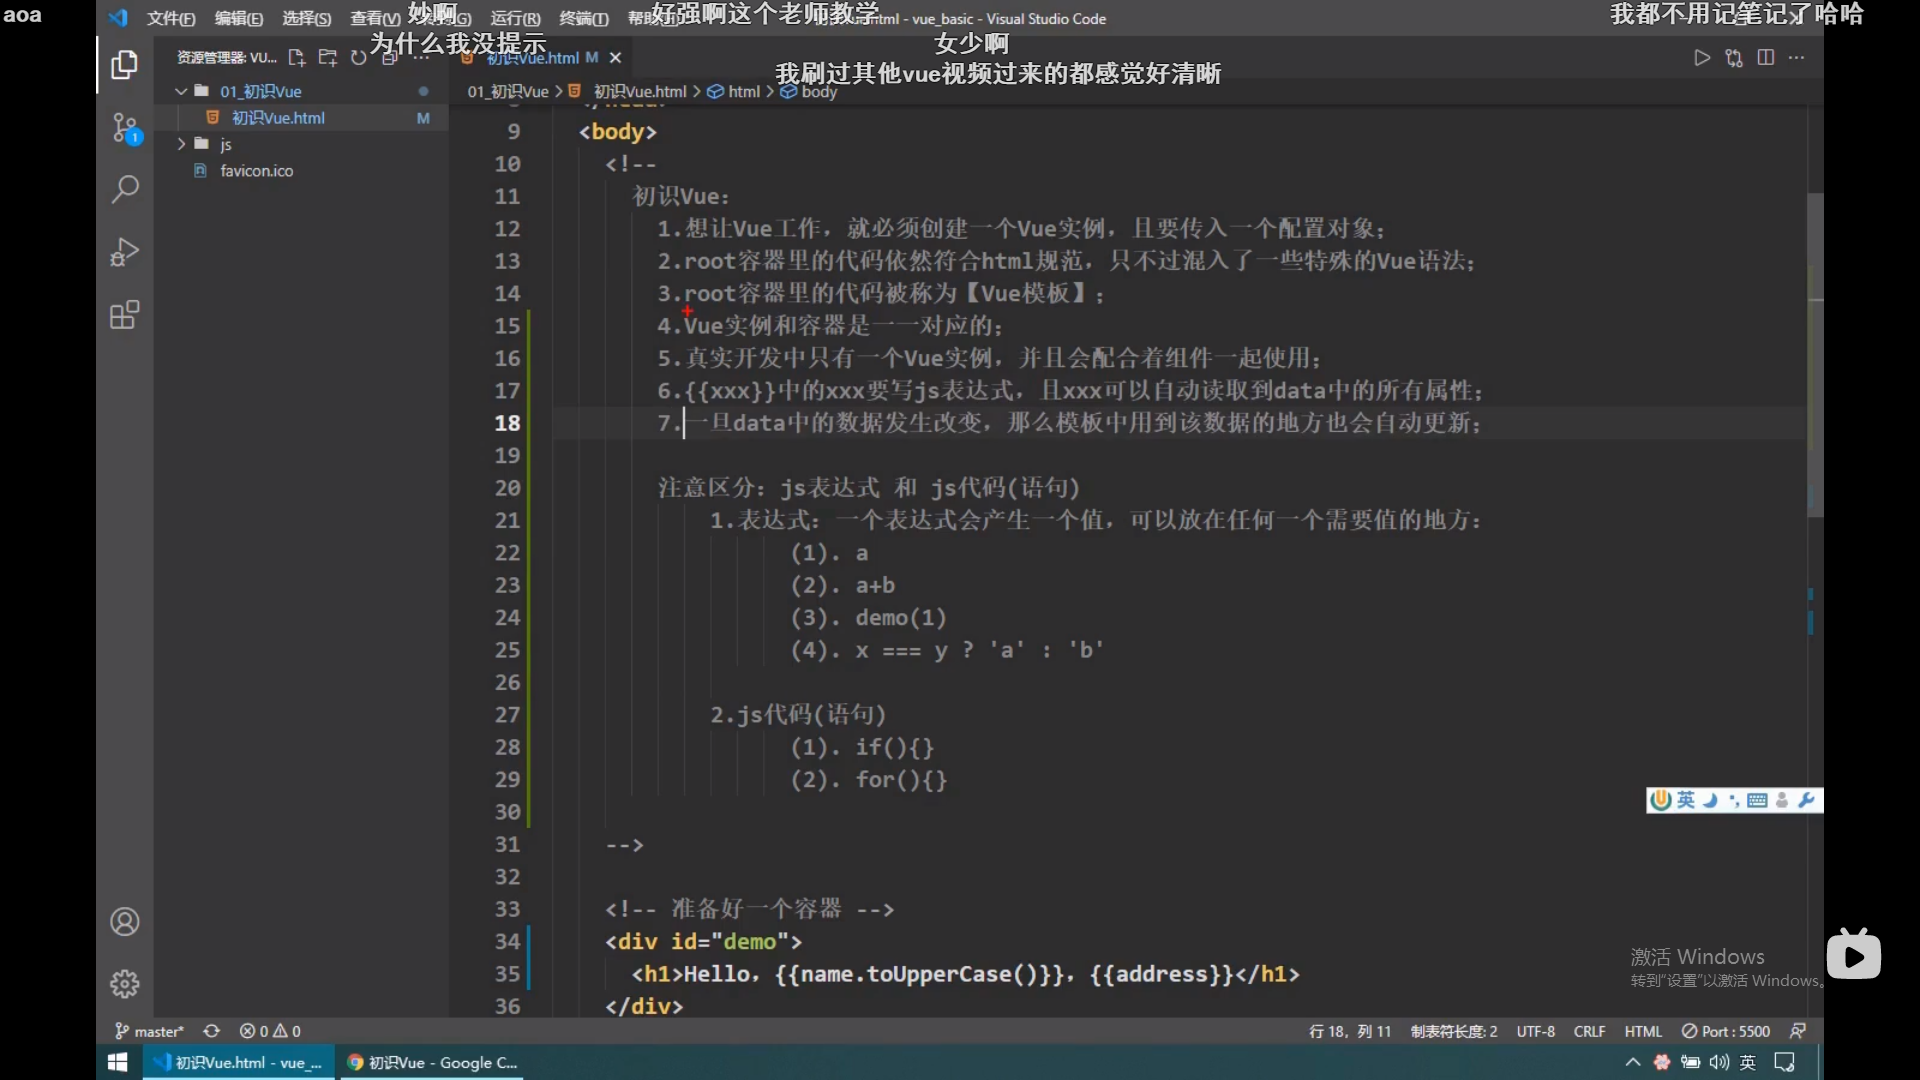 aoa
妙啊
好强啊这个老师教学
我都不用记笔记了哈哈
为什么我没提示
女少啊
我刷过其他vue视频过来的都感觉好清晰
文件(F) 编辑(E) 选择(S) 查看(V) 运行(R) 终端(T) - vue_basic - Visual Studio Code
资源管理器: VU...
初识Vue.html M
01_初识Vue
初识Vue.html M
js
favicon.ico
01_初识Vue > 初识Vue.html > html > body
9 <body>
10 <!--
11 初识Vue:
12 1.想让Vue工作，就必须创建一个Vue实例，且要传入一个配置对象;
13 2.root容器里的代码依然符合html规范，只不过混入了一些特殊的Vue语法;
14 3.root容器里的代码被称为【Vue模板】;
15 4.Vue实例和容器是一一对应的;
16 5.真实开发中只有一个Vue实例，并且会配合着组件一起使用;
17 6.{{xxx}}中的xxx要写js表达式，且xxx可以自动读取到data中的所有属性;
18 7.一旦data中的数据发生改变，那么模板中用到该数据的地方也会自动更新;
19
20 注意区分: js表达式 和 js代码(语句)
21 1.表达式: 一个表达式会产生一个值，可以放在任何一个需要值的地方:
22 (1). a
23 (2). a+b
24 (3). demo(1)
25 (4). x === y ? 'a' : 'b'
26
27 2.js代码(语句)
28 (1). if(){}
29 (2). for(){}
30
31 -->
32
33 <!-- 准备好一个容器 -->
34 <div id="demo">
35 <h1>Hello, {{name.toUpperCase()}}, {{address}}</h1>
36 </div>
英
激活 Windows
转到"设置"以激活 Windows。
master* 0 0 行 18，列 11 制表符长度: 2 UTF-8 CRLF HTML Port : 5500
初识Vue.html - vue_... 初识Vue - Google C... 英